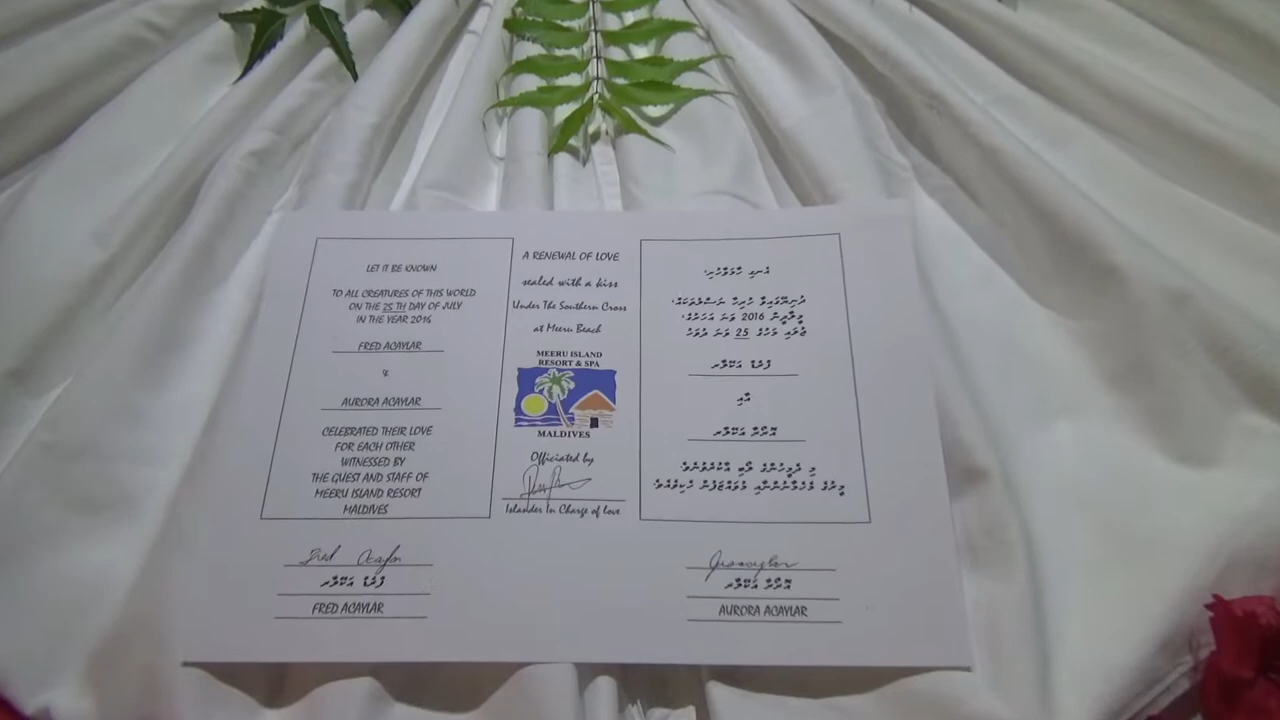 LET IT BE KNOWN
TO ALL CREATURES OF THIS WORLD
ON THE 25 TH DAY OF JULY
IN THE YEAR 2016
FRED ACAYLAR
&
AURORA ACAYLAR
CELEBRATED THEIR LOVE
FOR EACH OTHER
WITNESSED BY
THE GUEST AND STAFF OF
MEERU ISLAND RESORT
MALDIVES
A RENEWAL OF LOVE
sealed with a kiss
Under The Southern Cross
at Meeru Beach
MEERU ISLAND
RESORT & SPA
MALDIVES
Officiated by
Islander In Charge of love
އެނގި ހާމަވާހުށި،
ދުނިޔޭގައިވާ ހުރިހާ ނަސްލުތަކަށް،
މީލާދީން 2016 ވަނަ އަހަރުގެ،
ޖުލައި މަހުގެ 25 ވަނަ ދުވަހު
ފްރެޑް އަކޭލާރ
އާއި
އޮރޯރާ އަކޭލާރ
މި ދެމީހުންގެ ލޯބި އާކުރެވުނެވެ.
މީރުގެ މެހެމާނުންނާއި މުވައްޒަފުން ހެކިވެއެވެ.
Fred Acaylar
ފްރެޑް އަކޭލާރ
FRED ACAYLAR
އޮރޯރާ އަކޭލާރ
AURORA ACAYLAR